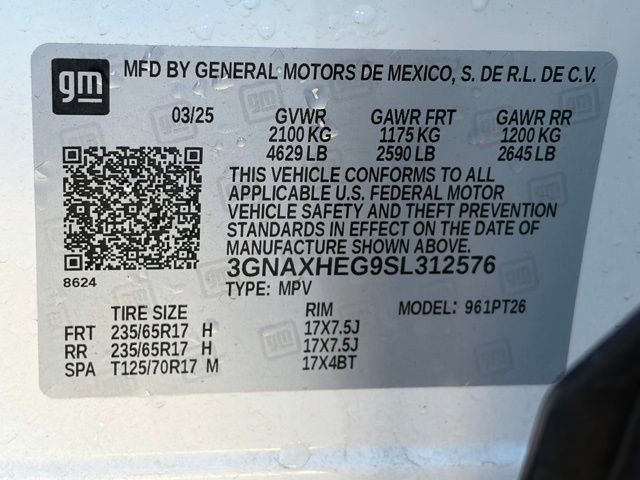 gm
MFD BY GENERAL MOTORS DE MEXICO, S. DE R.L. DE C.V.
03/25 GVWR GAWR FRT GAWR RR
2100 KG 1175 KG 1200 KG
4629 LB 2590 LB 2645 LB
THIS VEHICLE CONFORMS TO ALL
APPLICABLE U.S. FEDERAL MOTOR
VEHICLE SAFETY AND THEFT PREVENTION
STANDARDS IN EFFECT ON THE DATE OF
MANUFACTURE SHOWN ABOVE.
8624 3GNAXHEG9SL312576
TYPE: MPV
TIRE SIZE RIM MODEL: 961PT26
FRT 235/65R17 H 17X7.5J
RR 235/65R17 H 17X7.5J
SPA T125/70R17 M 17X4BT